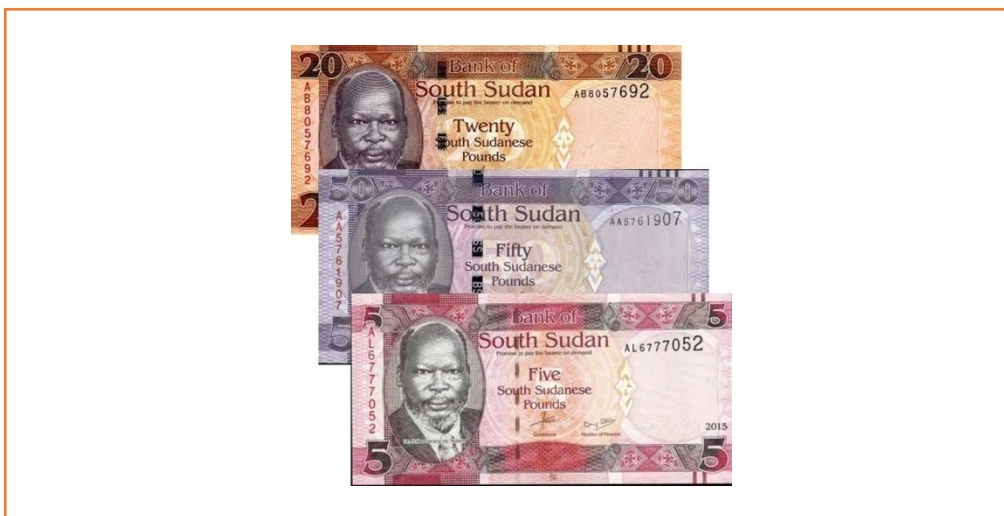 20 Bank of 20
South Sudan
Promise to pay the bearer on demand
AB8057692
AB8057692
Twenty
South Sudanese
Pounds
50 Bank of 50
South Sudan
Promise to pay the bearer on demand
AA5761907
AA5761907
Fifty
South Sudanese
Pounds
5 Bank of 5
South Sudan
Promise to pay the bearer on demand
AL6777052
AL6777052
Five
South Sudanese
Pounds
Governor
2015
5 5